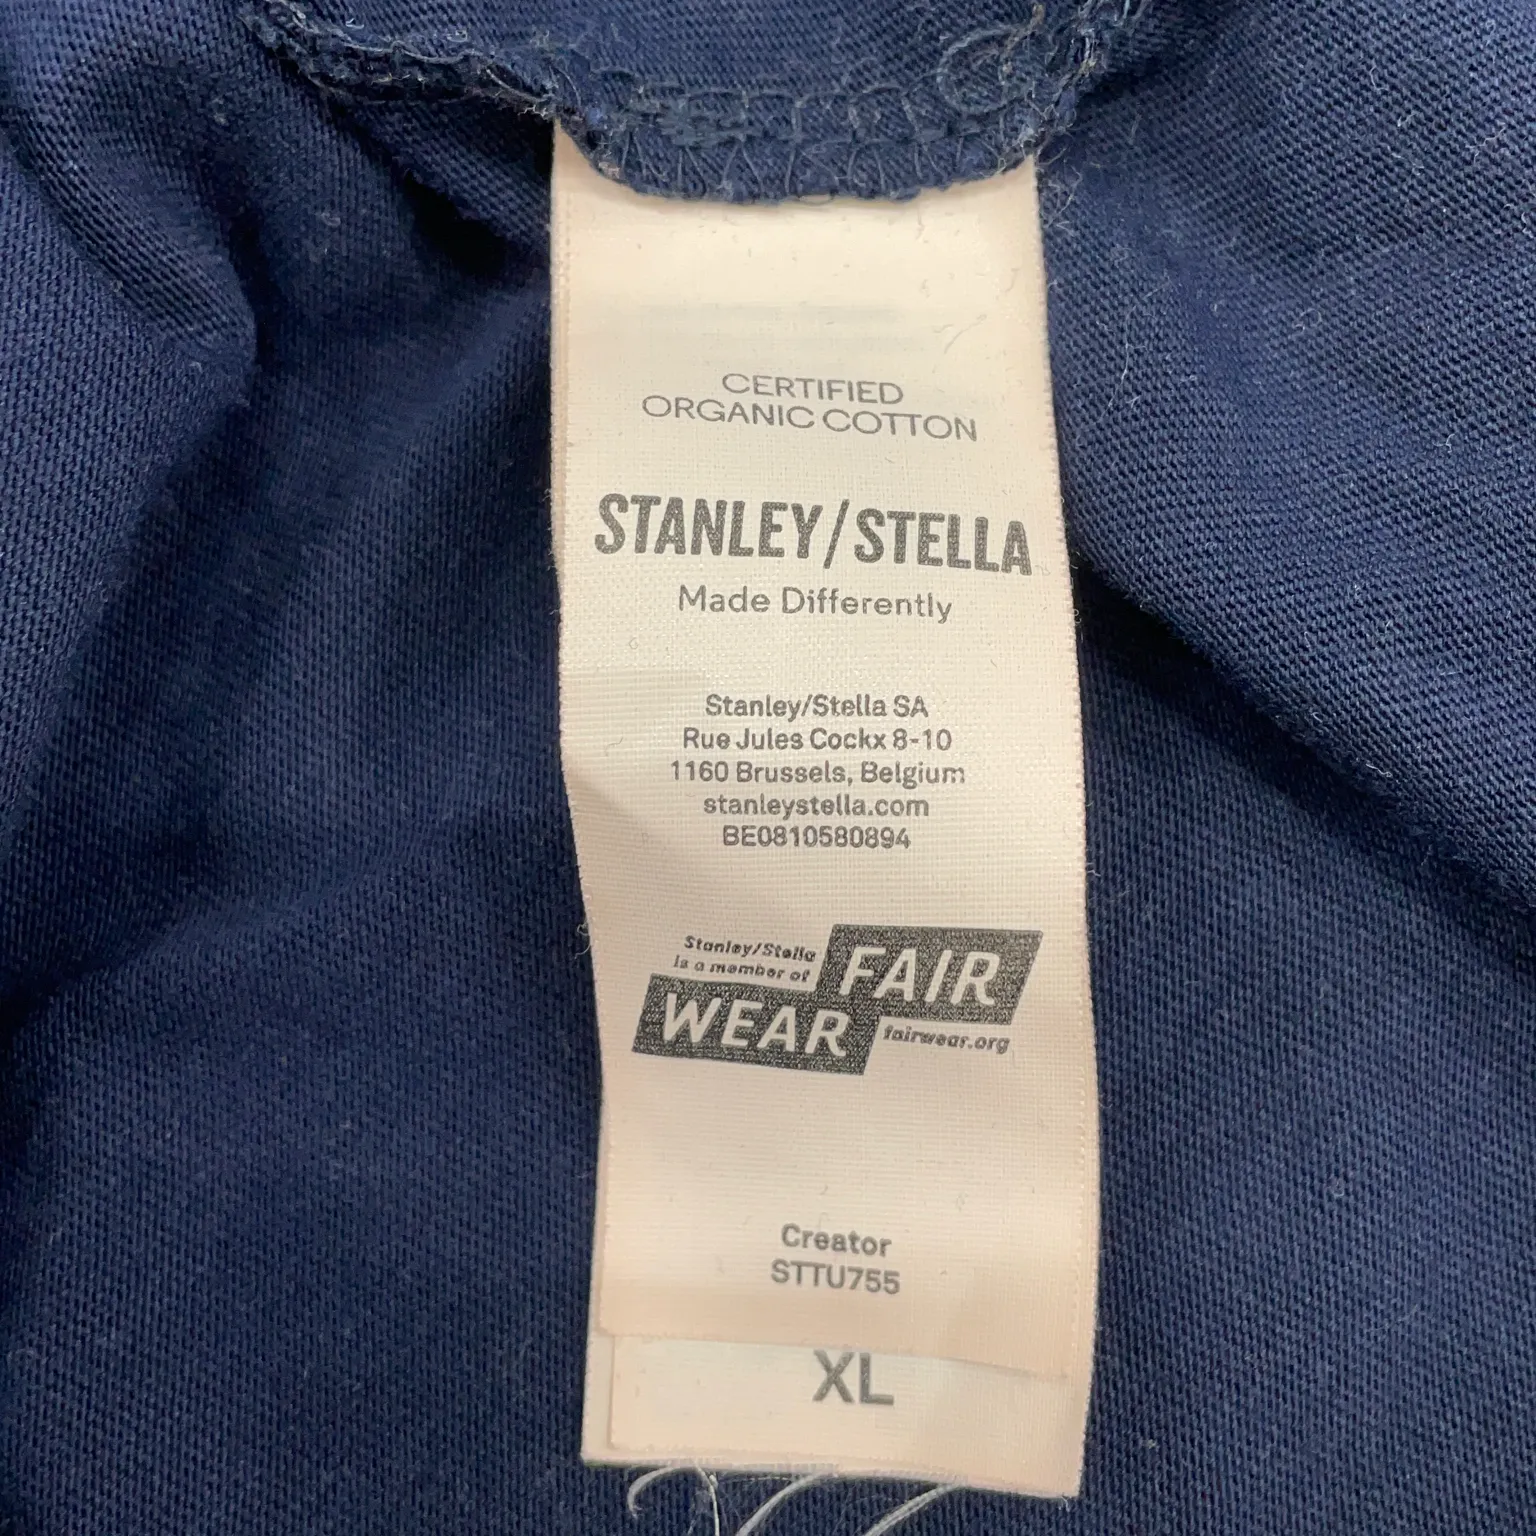 CERTIFIED
ORGANIC COTTON
STANLEY/STELLA
Made Differently
Stanley/Stella SA
Rue Jules Cockx 8-10
1160 Brussels, Belgium
stanleystella.com
BE0810580894
Stanley/Stella
is a member of
FAIR
WEAR
fairwear.org
Creator
STTU755
XL